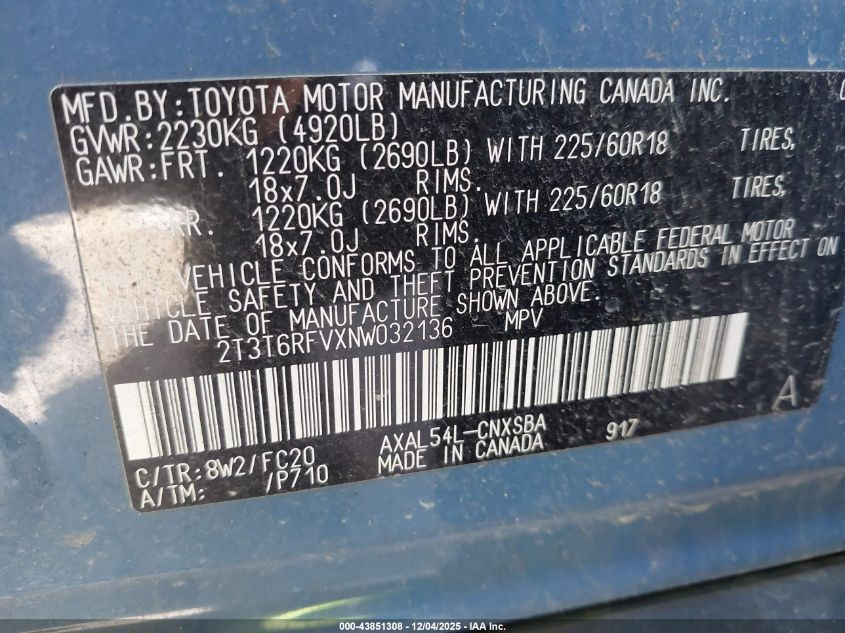 MFD.BY:TOYOTA MOTOR MANUFACTURING CANADA INC.
GVWR:2230KG (4920LB)
GAWR:FRT. 1220KG (2690LB) WITH 225/60R18 TIRES,
18x7.0J RIMS.
RR. 1220KG (2690LB) WITH 225/60R18 TIRES,
18x7.0J RIMS.
THIS VEHICLE CONFORMS TO ALL APPLICABLE FEDERAL MOTOR
VEHICLE SAFETY AND THEFT PREVENTION STANDARDS IN EFFECT ON
THE DATE OF MANUFACTURE SHOWN ABOVE.
2T3T6RFVXNW032136 MPV
A
C/TR:8W2/FC20 AXAL54L-CNXSBA 917
A/TM: /P710 MADE IN CANADA
000-43851308 | 12/04/2025 - IAA Inc.